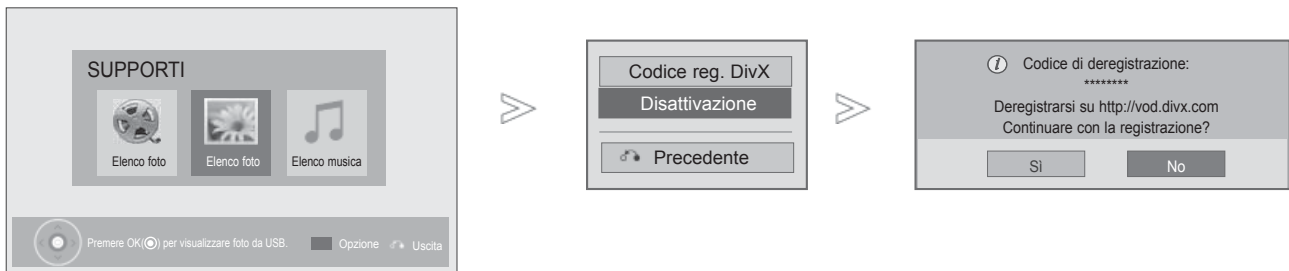 SUPPORTI
Elenco foto
Elenco foto
Elenco musica
Premere OK(◉) per visualizzare foto da USB.
Opzione
Uscita
Codice reg. DivX
Disattivazione
Precedente
Codice di deregistrazione:
********
Deregistrarsi su http://vod.divx.com
Continuare con la registrazione?
Sì
No